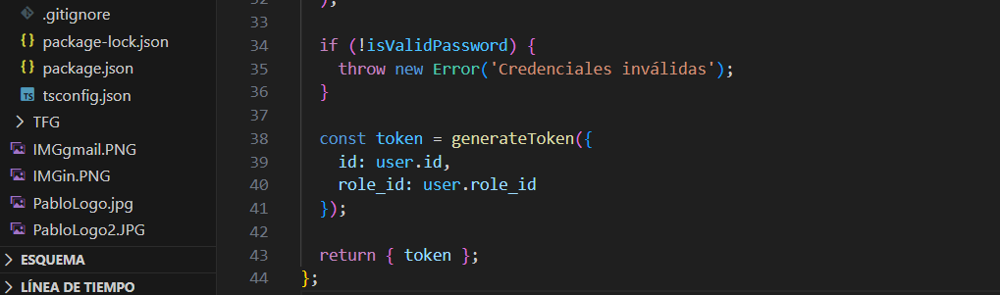 .gitignore
{} package-lock.json
{} package.json
TS tsconfig.json
> TFG
IMGgmail.PNG
IMGin.PNG
PabloLogo.jpg
PabloLogo2.JPG
> ESQUEMA
> LÍNEA DE TIEMPO
32 );
33
34 if (!isValidPassword) {
35 throw new Error('Credenciales inválidas');
36 }
37
38 const token = generateToken({
39 id: user.id,
40 role_id: user.role_id
41 });
42
43 return { token };
44 };